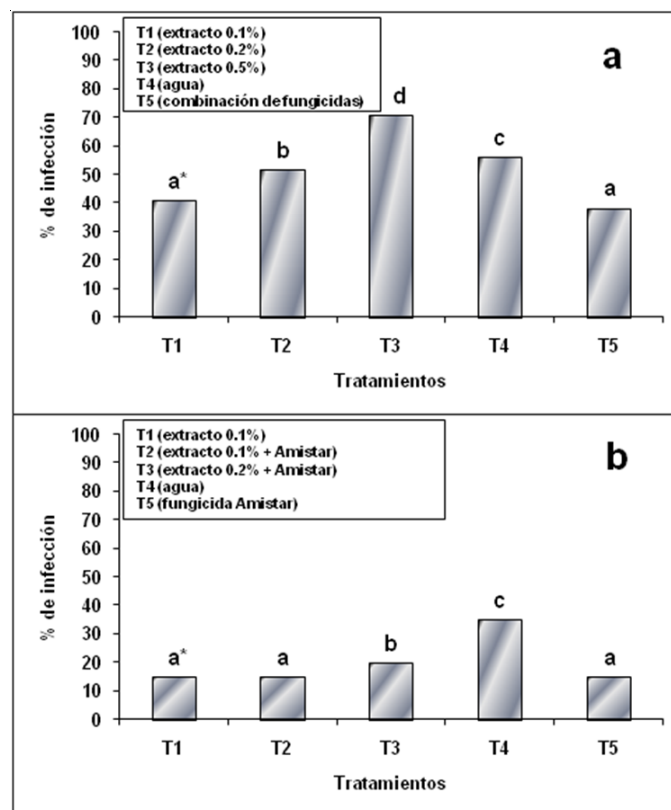 T1 (extracto 0.1%)
T2 (extracto 0.2%)
T3 (extracto 0.5%)
T4 (agua)
T5 (combinación de fungicidas)
a
% de infección
100
90
80
70
60
50
40
30
20
10
0
a*
b
d
c
a
T1 T2 T3 T4 T5
Tratamientos
T1 (extracto 0.1%)
T2 (extracto 0.1% + Amistar)
T3 (extracto 0.2% + Amistar)
T4 (agua)
T5 (fungicida Amistar)
b
% de infección
100
90
80
70
60
50
40
30
20
10
0
a*
a
b
c
a
T1 T2 T3 T4 T5
Tratamientos